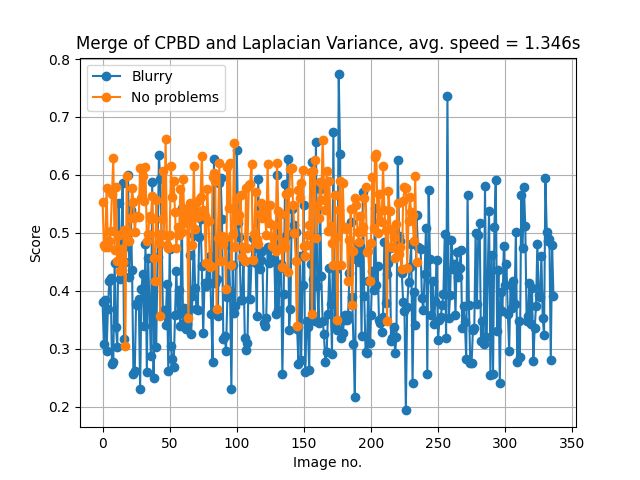 Merge of CPBD and Laplacian Variance, avg. speed = 1.346s
Blurry
No problems
Score
0.8
0.7
0.6
0.5
0.4
0.3
0.2
0 50 100 150 200 250 300 350
Image no.